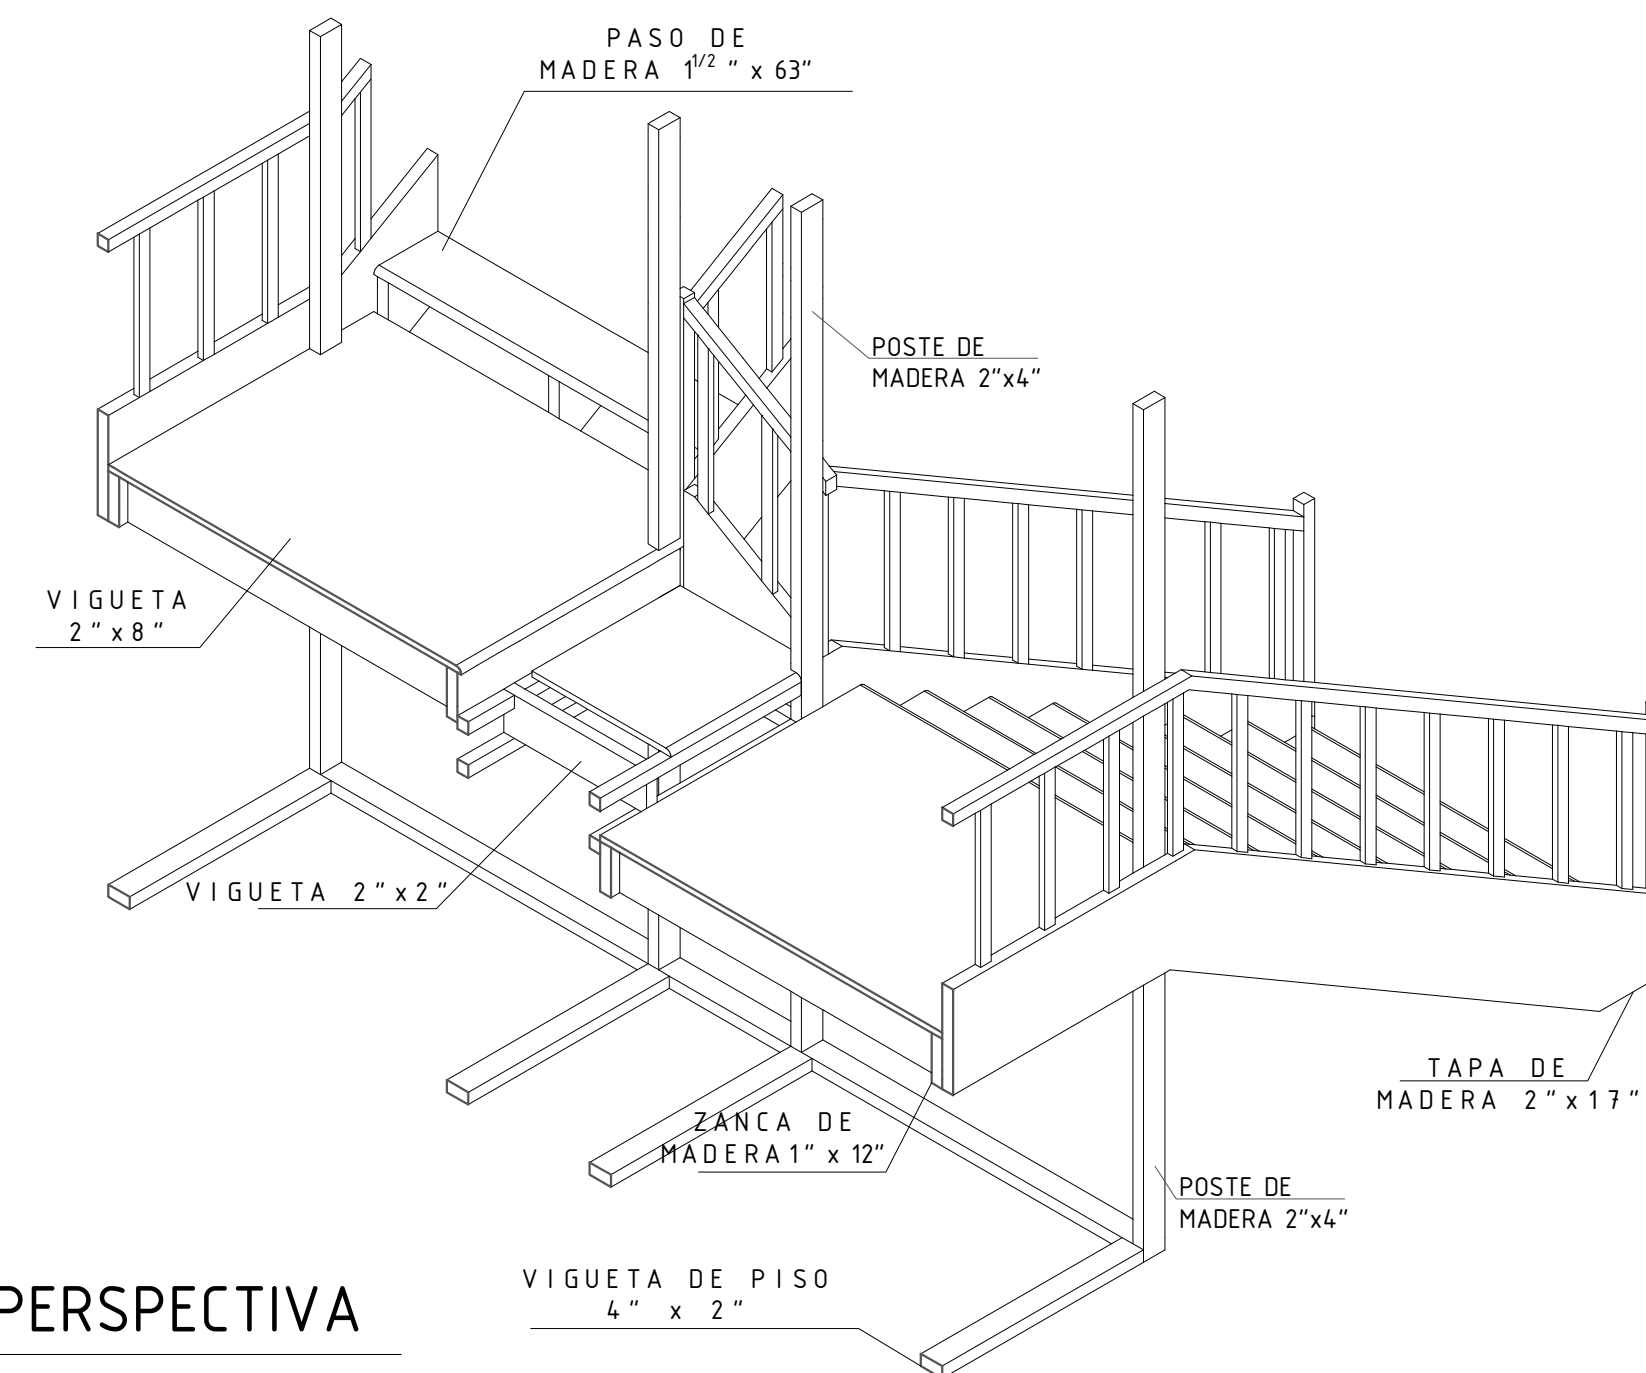 PASO DE
MADERA 1 1/2 " x 63"
POSTE DE
MADERA 2"x4"
VIGUETA
2" x 8"
VIGUETA 2" x 2"
TAPA DE
MADERA 2" x 17"
ZANCA DE
MADERA 1" x 12"
POSTE DE
MADERA 2"x4"
VIGUETA DE PISO
4" x 2"
PERSPECTIVA